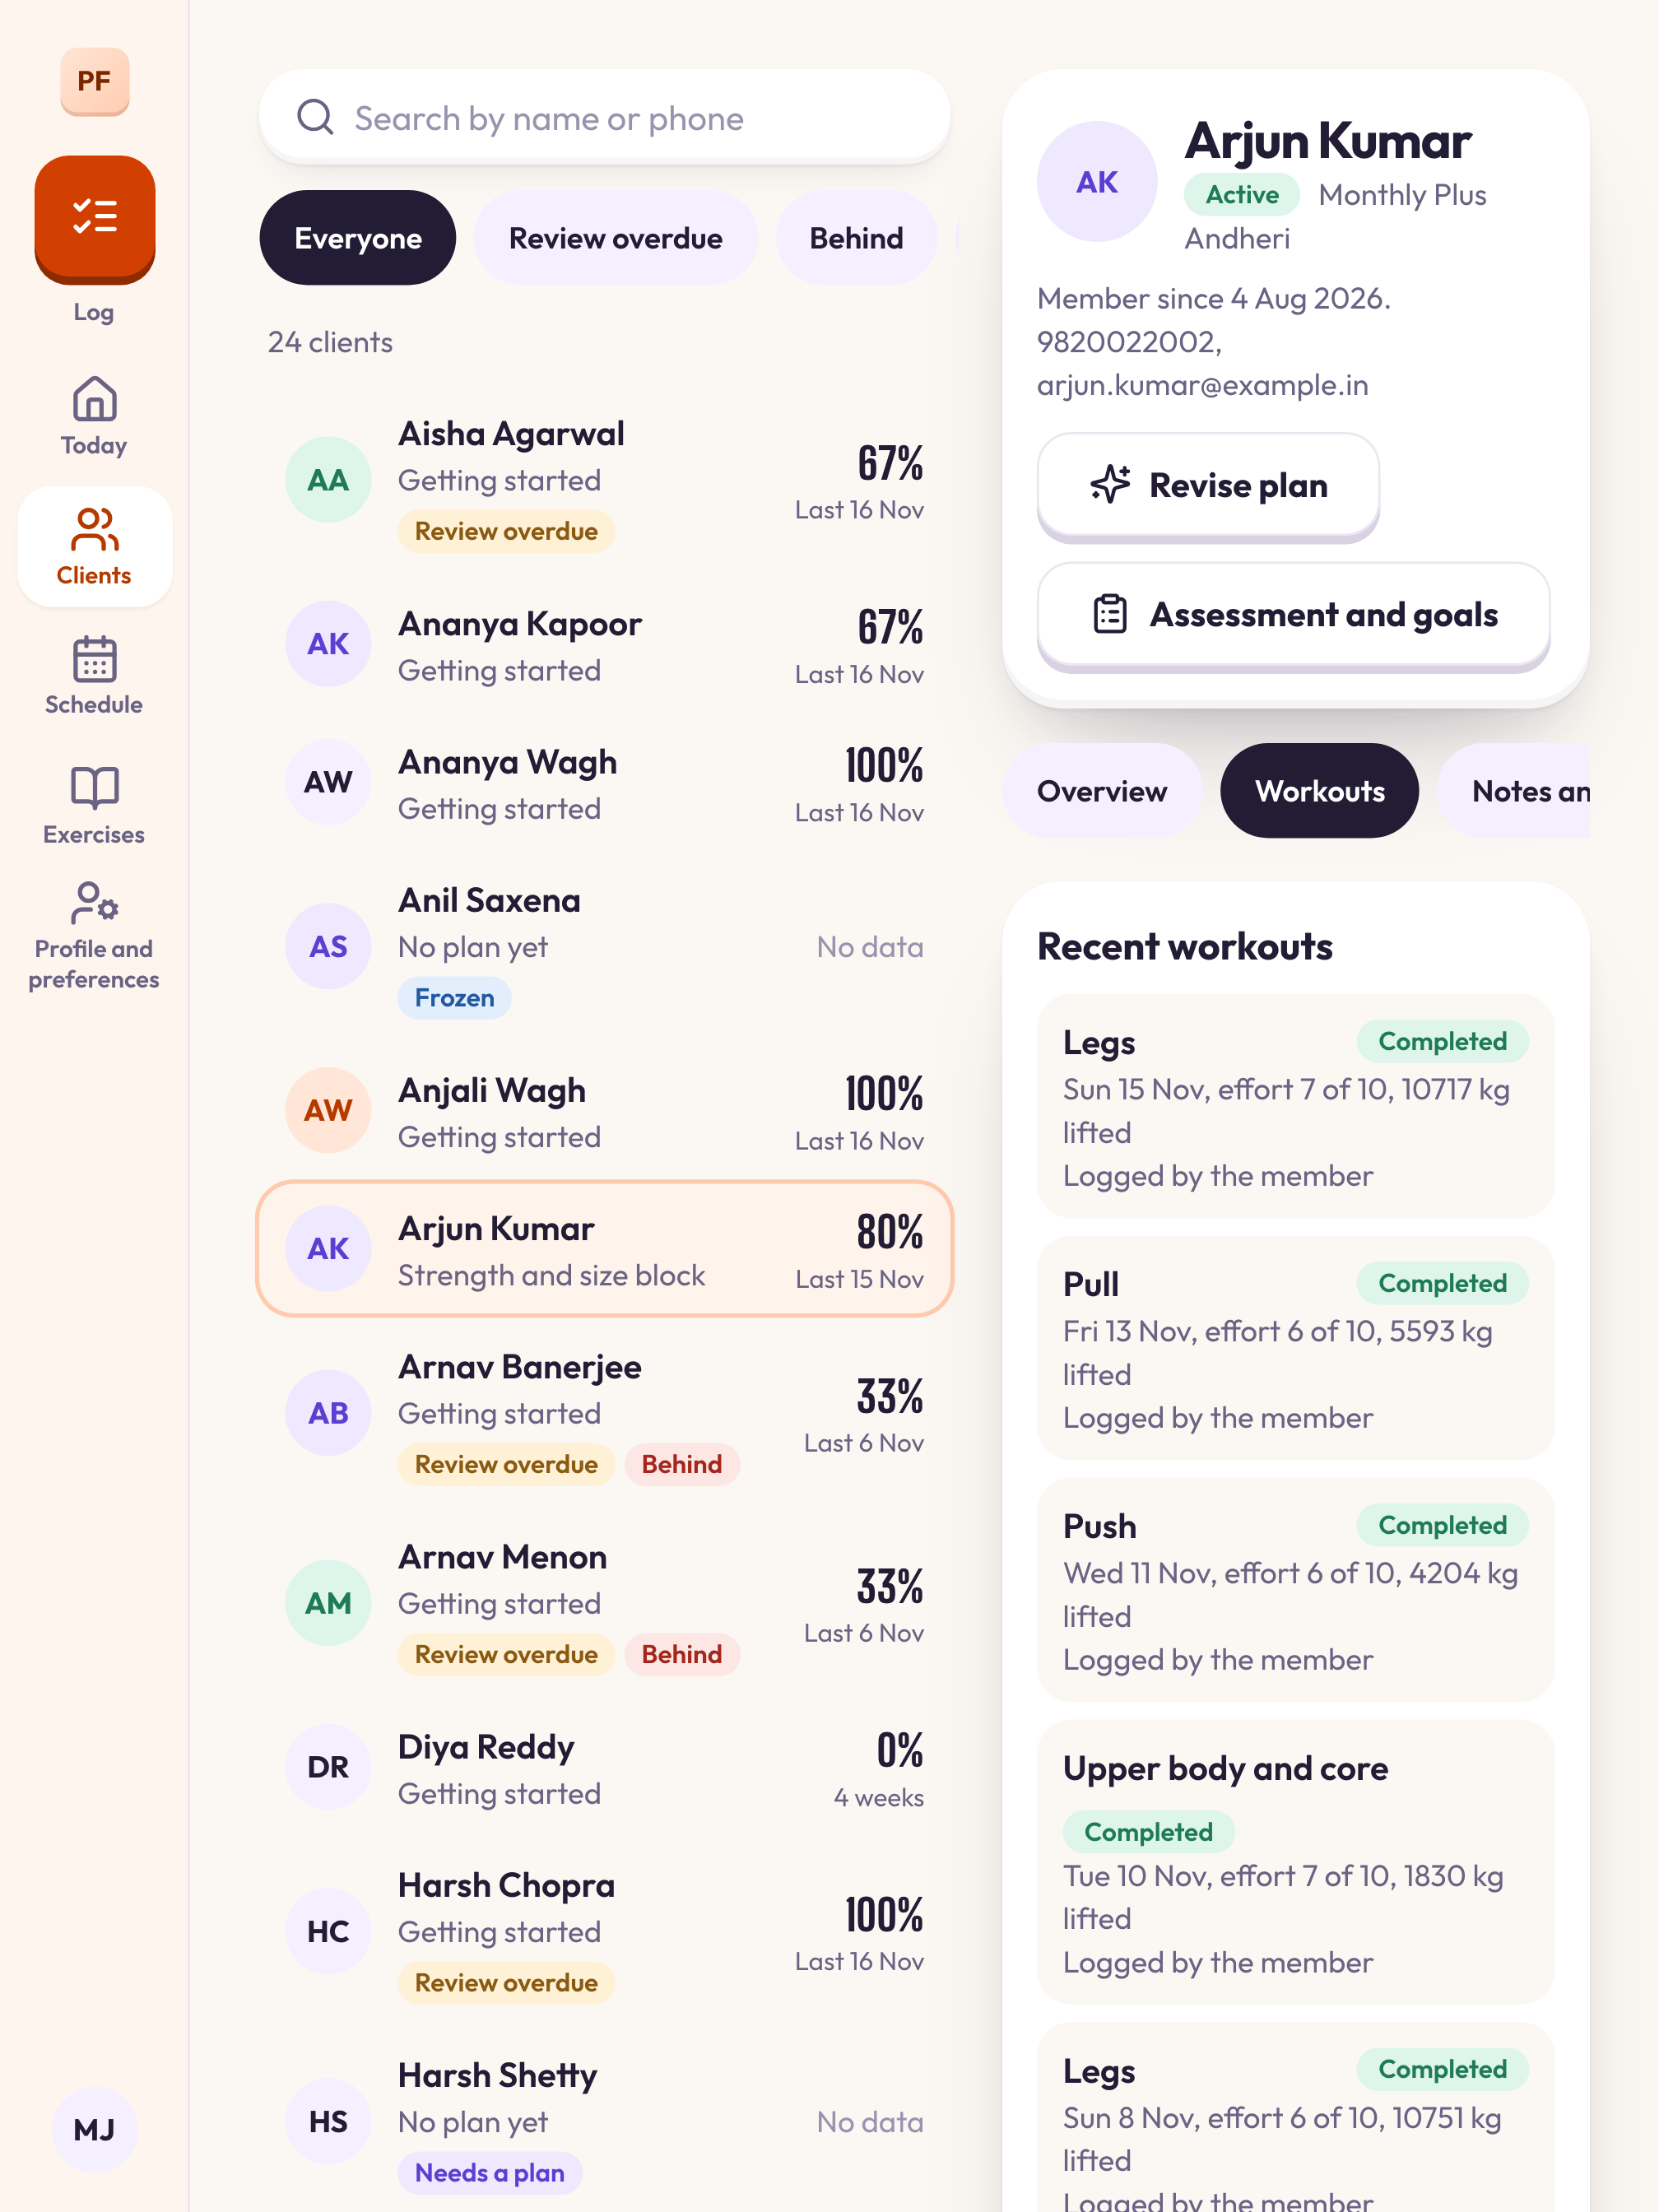 PF
Log
Today
Clients
Schedule
Exercises
Profile and
preferences
MJ
Search by name or phone
Everyone
Review overdue
Behind
24 clients
AA
Aisha Agarwal
Getting started
Review overdue
67%
Last 16 Nov
AK
Ananya Kapoor
Getting started
67%
Last 16 Nov
AW
Ananya Wagh
Getting started
100%
Last 16 Nov
AS
Anil Saxena
No plan yet
Frozen
No data
AW
Anjali Wagh
Getting started
100%
Last 16 Nov
AK
Arjun Kumar
Strength and size block
80%
Last 15 Nov
AB
Arnav Banerjee
Getting started
Review overdue
Behind
33%
Last 6 Nov
AM
Arnav Menon
Getting started
Review overdue
Behind
33%
Last 6 Nov
DR
Diya Reddy
Getting started
0%
4 weeks
HC
Harsh Chopra
Getting started
Review overdue
100%
Last 16 Nov
HS
Harsh Shetty
No plan yet
Needs a plan
No data
AK
Arjun Kumar
Active
Monthly Plus
Andheri
Member since 4 Aug 2026.
9820022002,
arjun.kumar@example.in
Revise plan
Assessment and goals
Overview
Workouts
Notes an
Recent workouts
Legs
Completed
Sun 15 Nov, effort 7 of 10, 10717 kg
lifted
Logged by the member
Pull
Completed
Fri 13 Nov, effort 6 of 10, 5593 kg
lifted
Logged by the member
Push
Completed
Wed 11 Nov, effort 6 of 10, 4204 kg
lifted
Logged by the member
Upper body and core
Completed
Tue 10 Nov, effort 7 of 10, 1830 kg
lifted
Logged by the member
Legs
Completed
Sun 8 Nov, effort 6 of 10, 10751 kg
lifted
Logged by the member